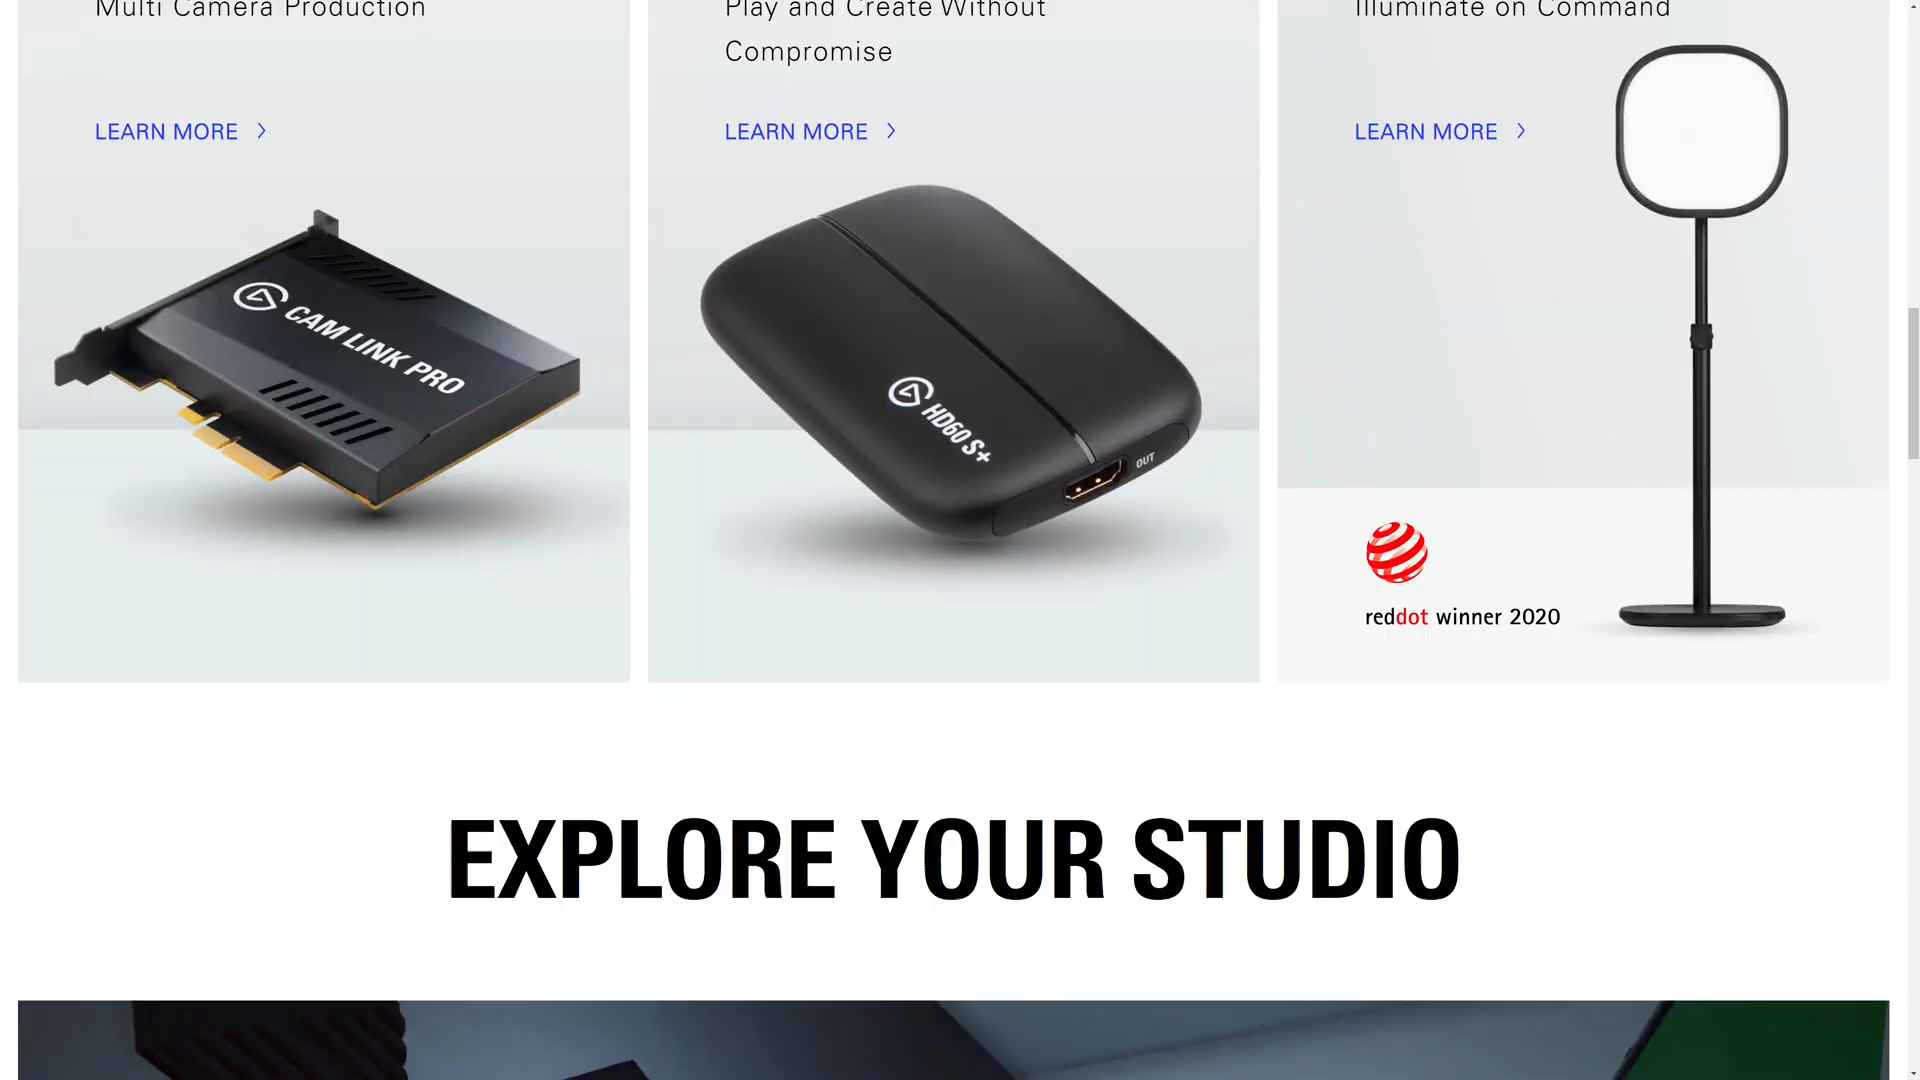 Multi Camera Production
LEARN MORE
CAM LINK PRO
Play and Create Without
Compromise
LEARN MORE
HD60 S+
OUT
Illuminate on Command
LEARN MORE
reddot winner 2020
EXPLORE YOUR STUDIO